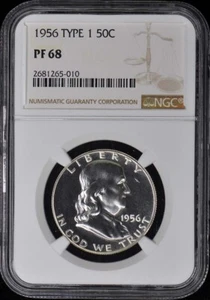 1956 TYPE 1 50C
PF 68
2681265-010
NUMISMATIC GUARANTY CORPORATION
NGC
LIBERTY
1956
IN GOD WE TRUST